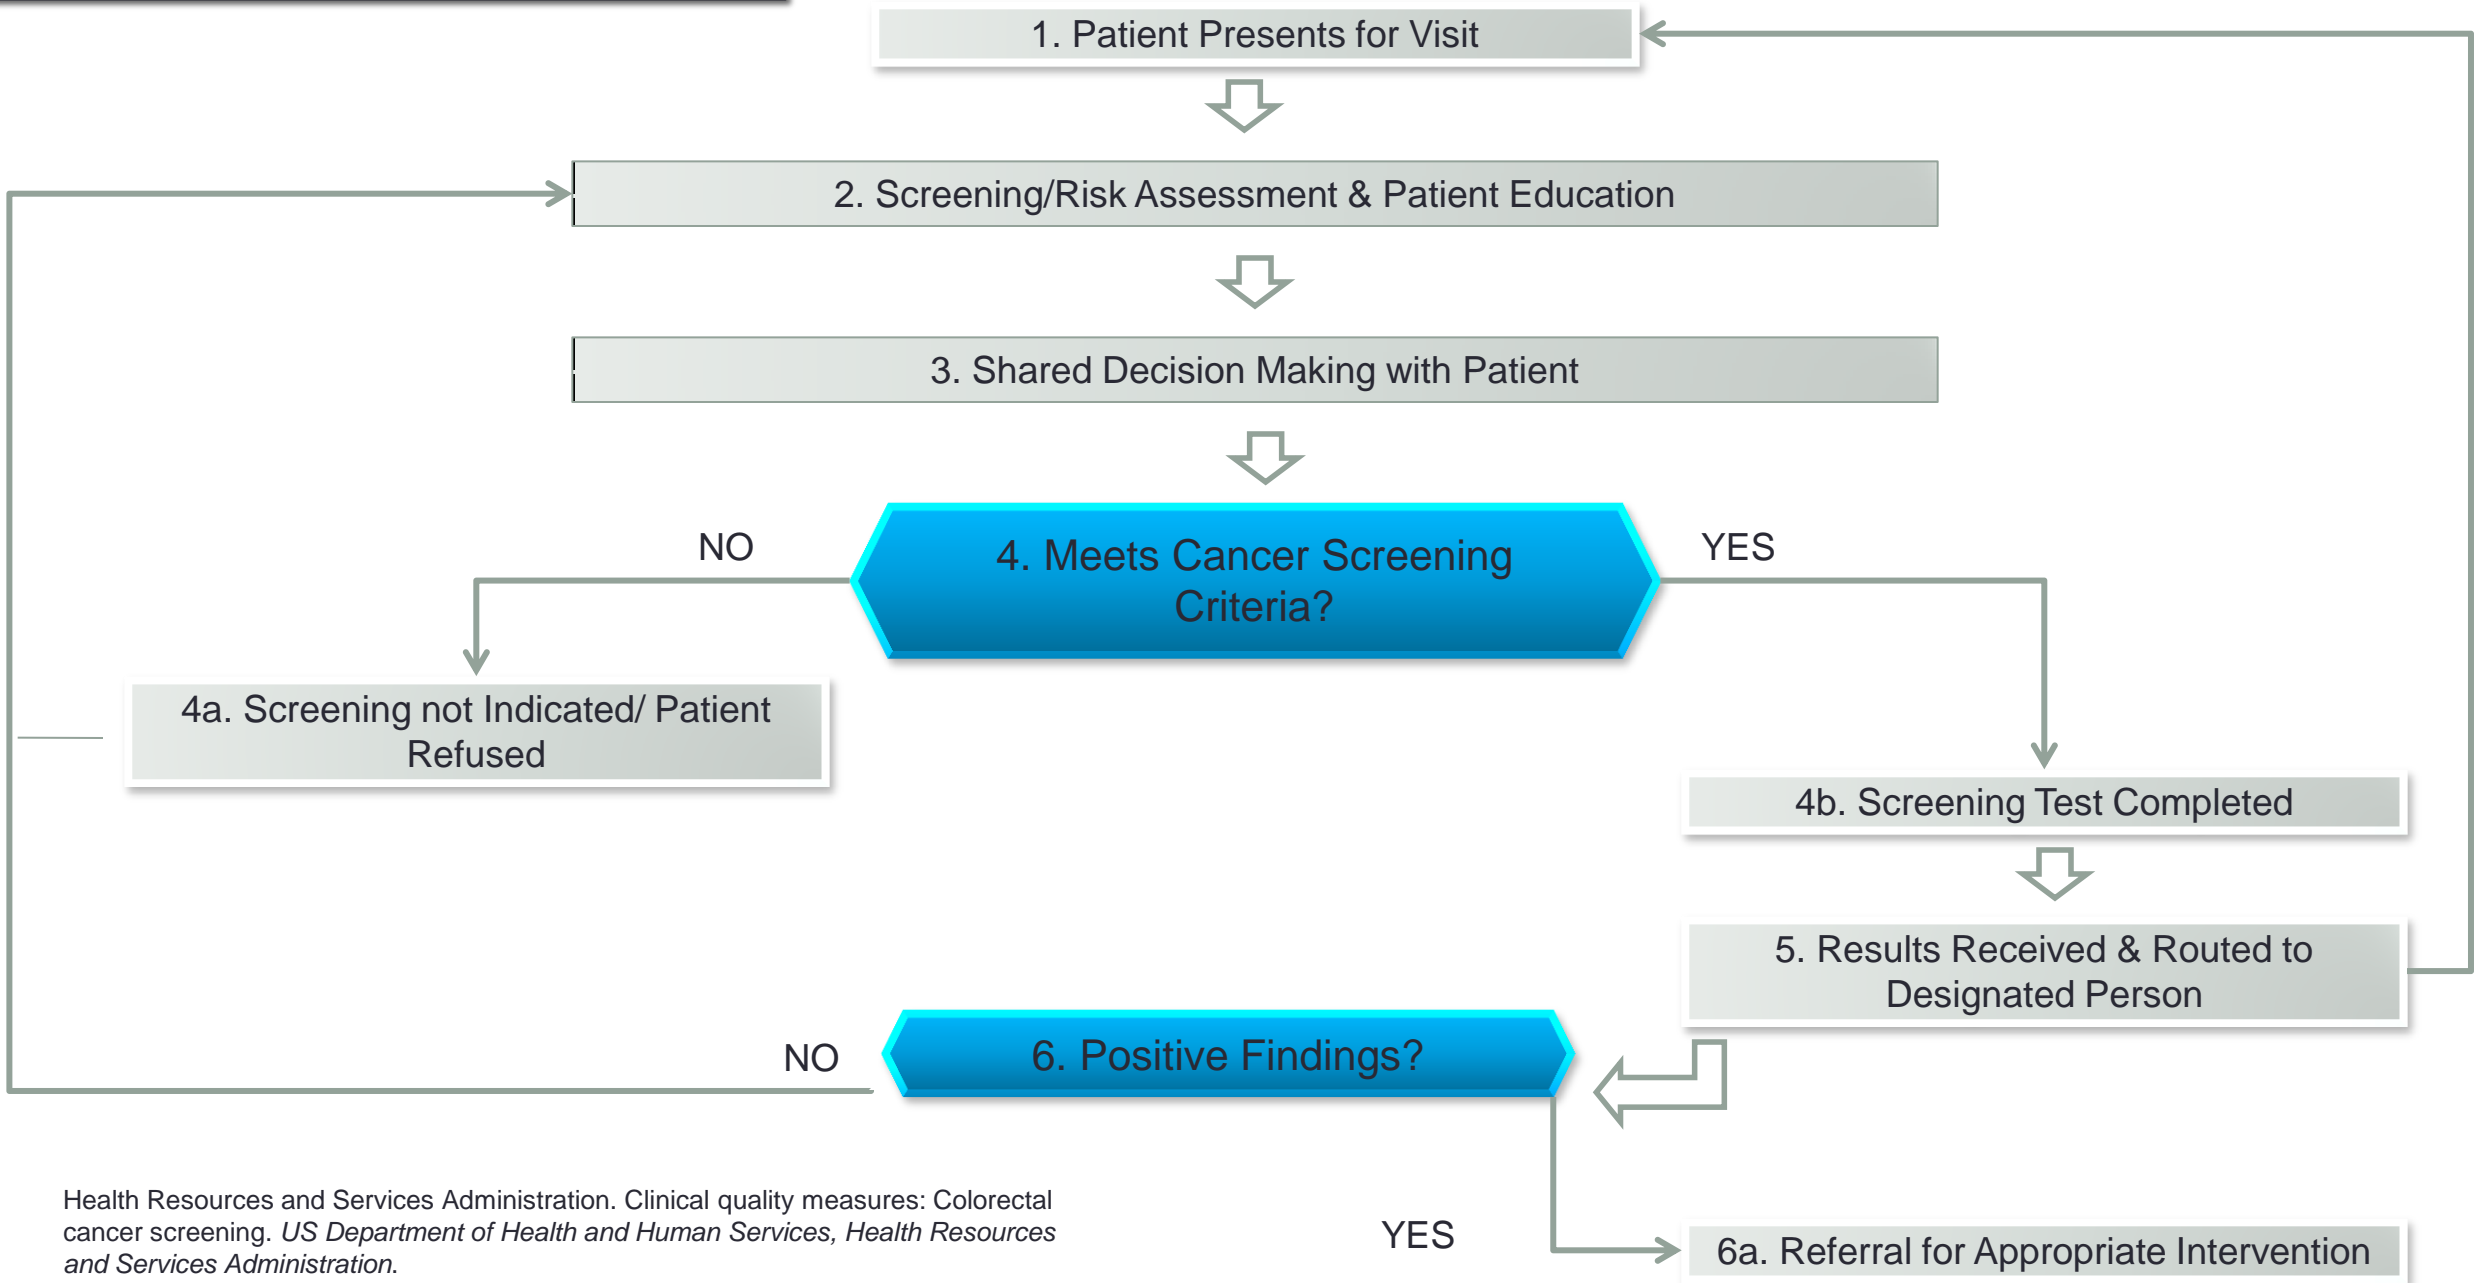 1. Patient Presents for Visit
2. Screening/Risk Assessment & Patient Education
3. Shared Decision Making with Patient
NO
4. Meets Cancer Screening
Criteria?
YES
4a. Screening not Indicated/ Patient
Refused
4b. Screening Test Completed
5. Results Received & Routed to
Designated Person
NO
6. Positive Findings?
Health Resources and Services Administration. Clinical quality measures: Colorectal
cancer screening. US Department of Health and Human Services, Health Resources
and Services Administration.
YES
6a. Referral for Appropriate Intervention